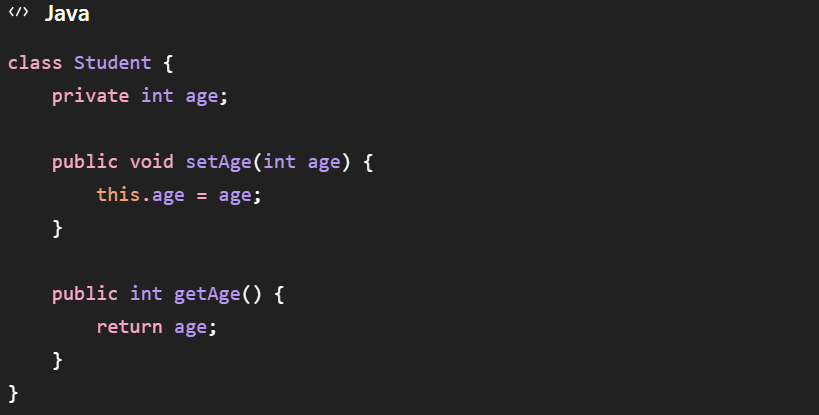 </> Java
class Student {
    private int age;

    public void setAge(int age) {
        this.age = age;
    }

    public int getAge() {
        return age;
    }
}